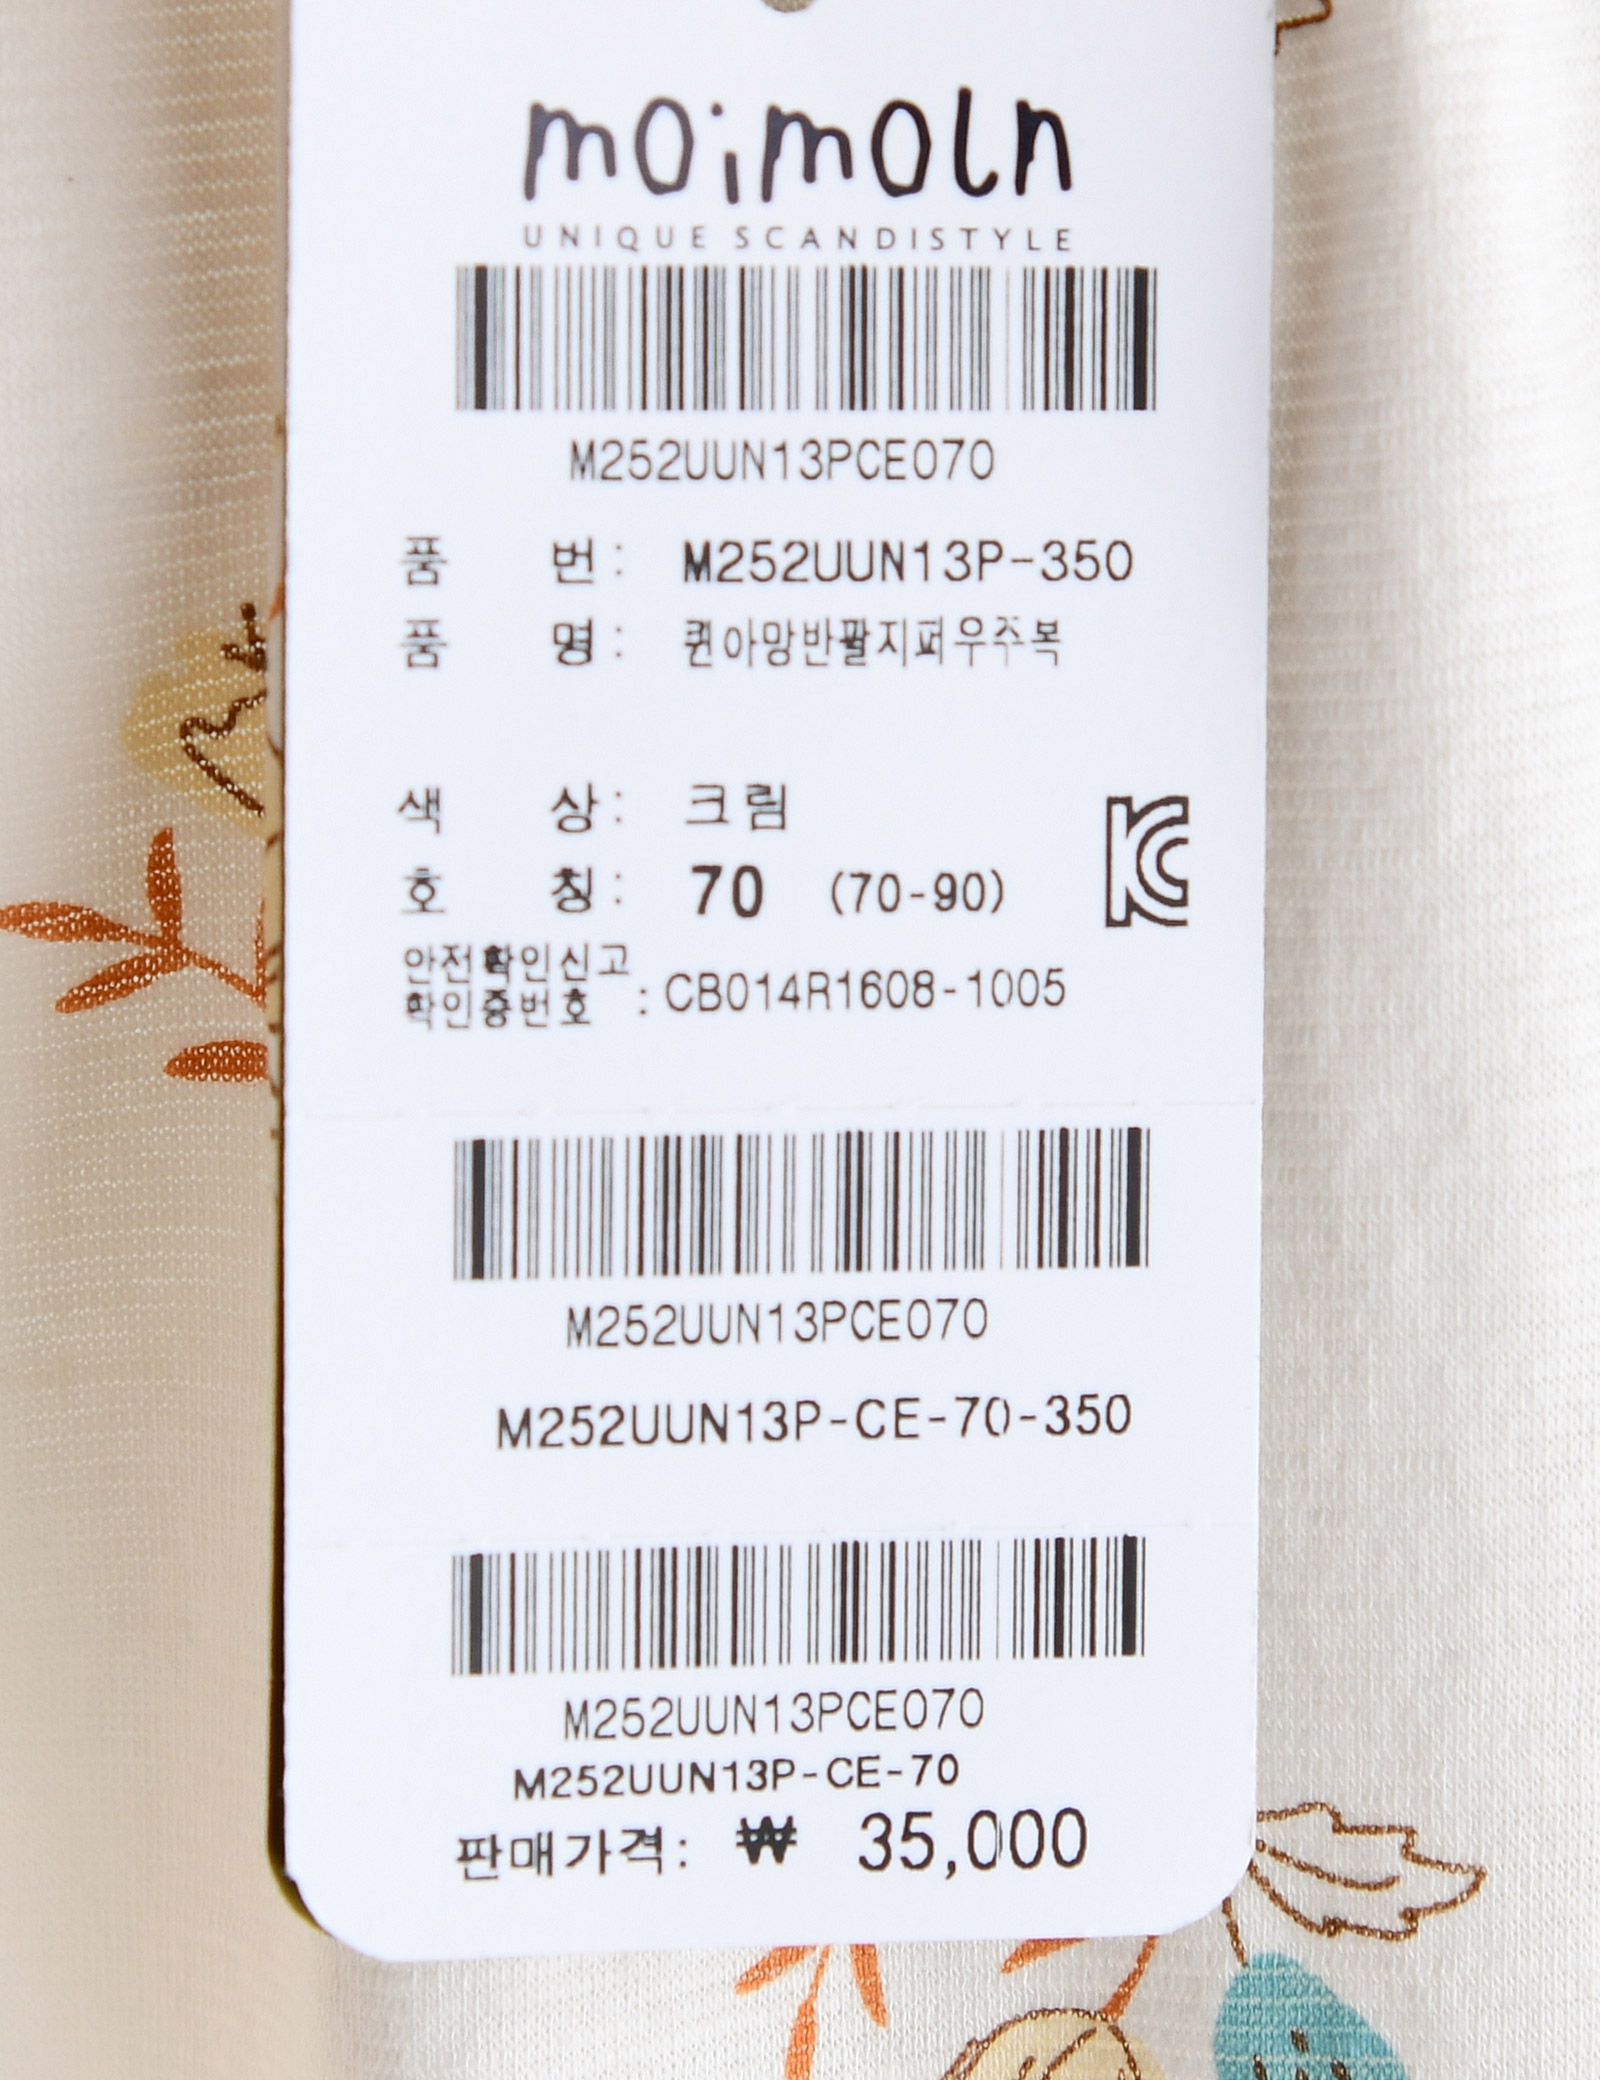 moimoln
UNIQUE SCANDISTYLE
M252UUN13PCE070
품 번 : M252UUN13P-350
품 명 : 퀸아망반팔지퍼우주복
색 상 : 크림
호 칭 : 70 (70-90)
안전확인신고
확인증번호 : CB014R1608-1005
M252UUN13PCE070
M252UUN13P-CE-70-350
M252UUN13PCE070
M252UUN13P-CE-70
판매가격: ₩ 35,000